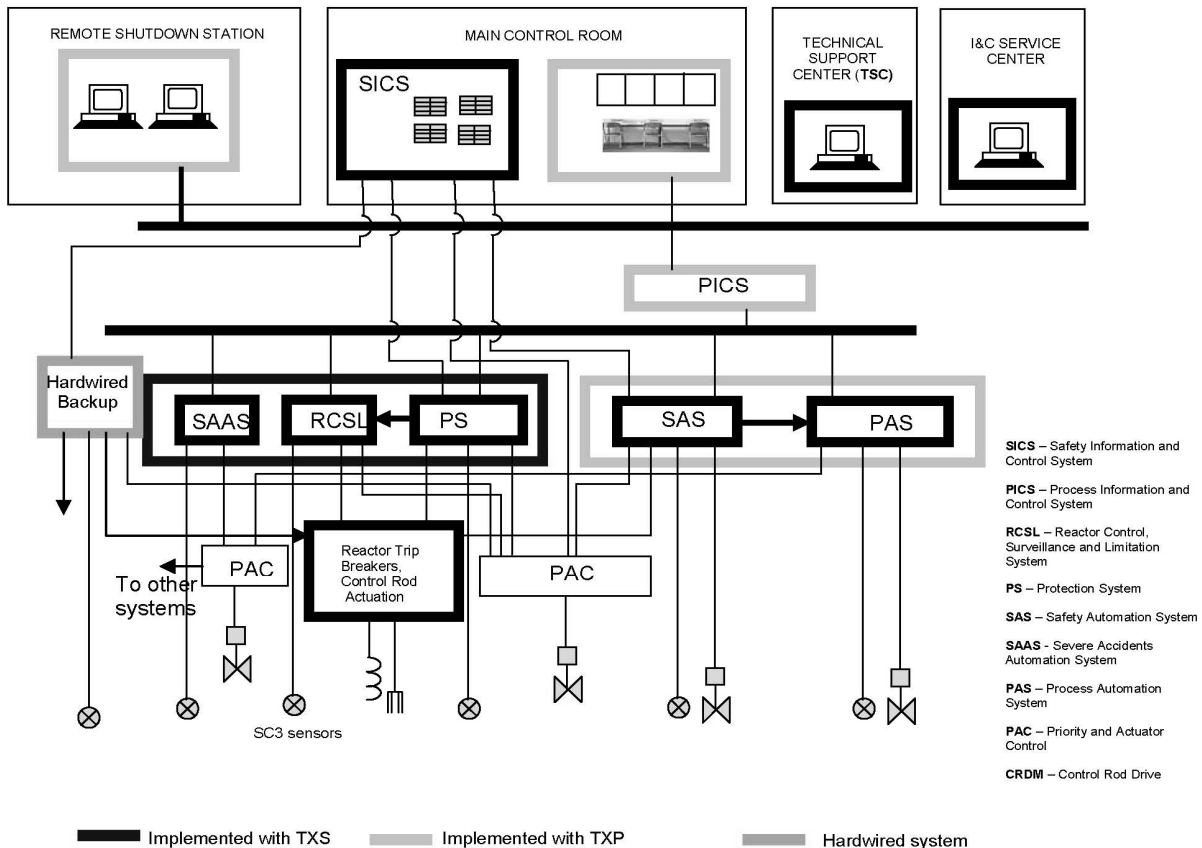 REMOTE SHUTDOWN STATION
MAIN CONTROL ROOM
TECHNICAL
SUPPORT
CENTER (TSC)
I&C SERVICE
CENTER
SICS
PICS
Hardwired
Backup
SAAS
RCSL
PS
SAS
PAS
Reactor Trip
Breakers,
Control Rod
Actuation
PAC
PAC
To other
systems
SC3 sensors
SICS – Safety Information and
Control System
PICS – Process Information and
Control System
RCSL – Reactor Control,
Surveillance and Limitation
System
PS – Protection System
SAS – Safety Automation System
SAAS - Severe Accidents
Automation System
PAS – Process Automation
System
PAC – Priority and Actuator
Control
CRDM – Control Rod Drive
Implemented with TXS
Implemented with TXP
Hardwired system